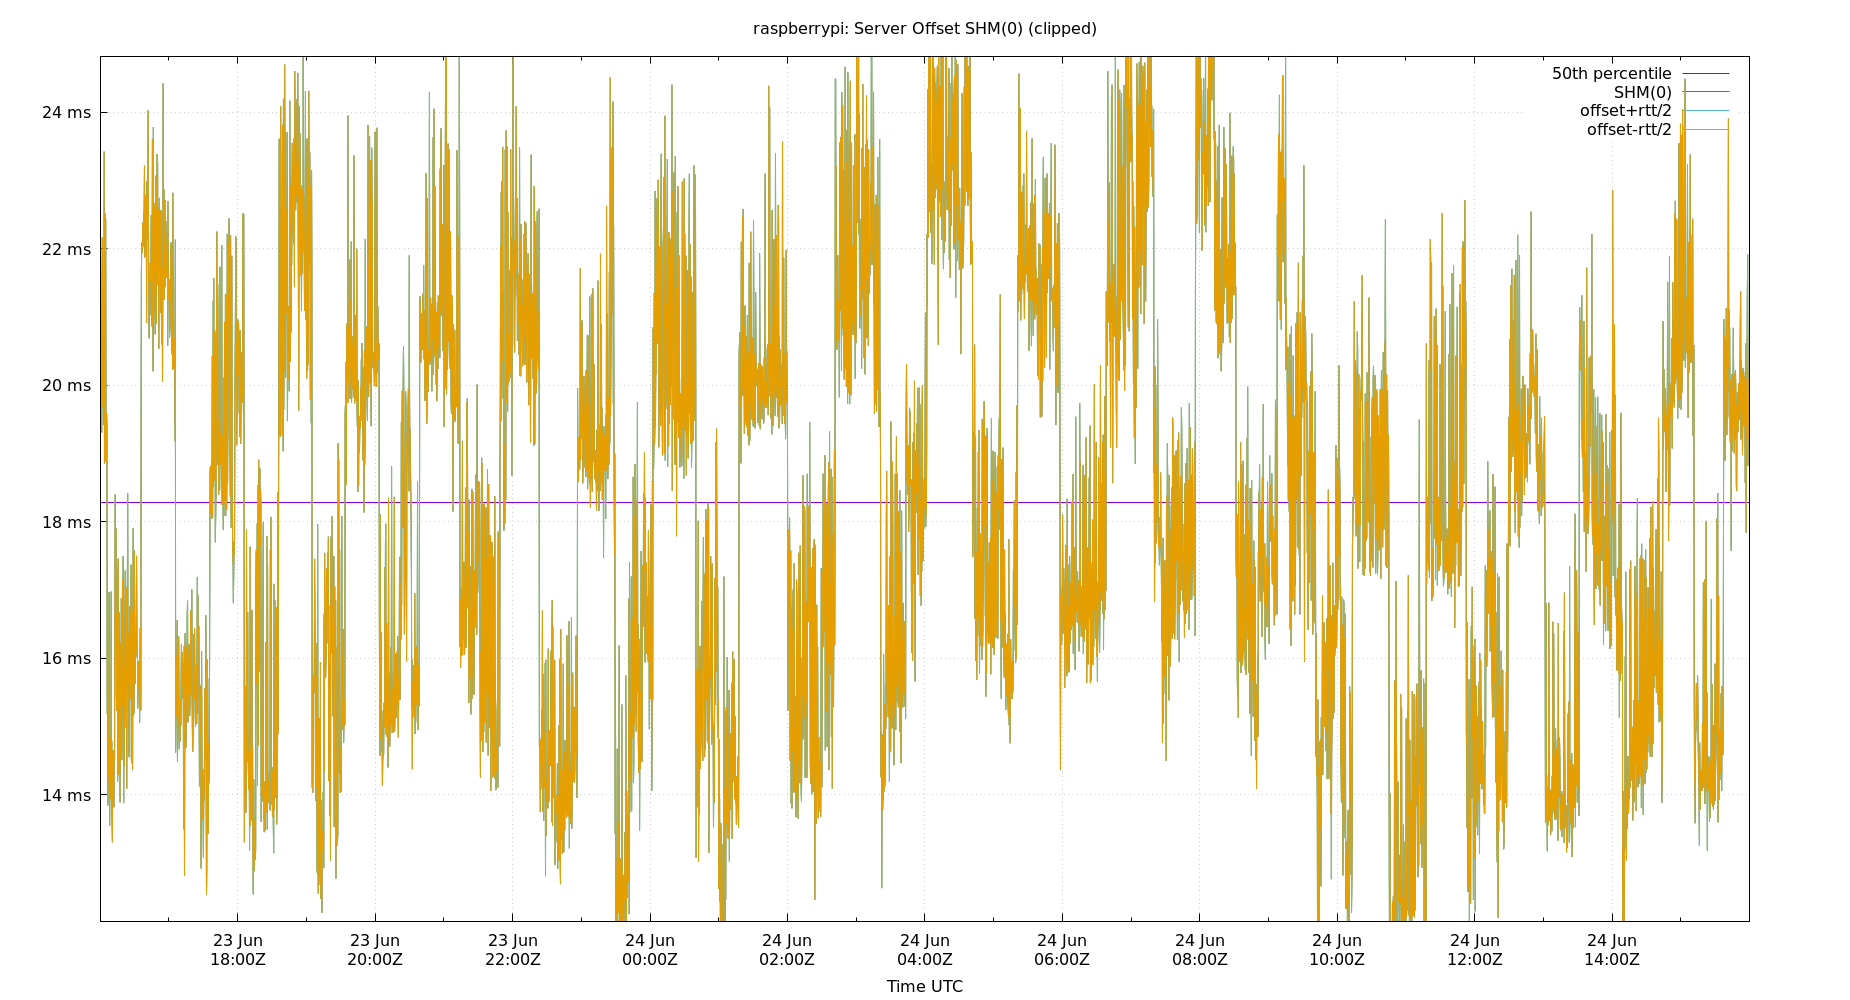 raspberrypi: Server Offset SHM(0) (clipped)
50th percentile
SHM(0)
offset+rtt/2
offset-rtt/2
24 ms
22 ms
20 ms
18 ms
16 ms
14 ms
23 Jun 23 Jun 23 Jun 24 Jun 24 Jun 24 Jun 24 Jun 24 Jun 24 Jun 24 Jun 24 Jun
18:00Z 20:00Z 22:00Z 00:00Z 02:00Z 04:00Z 06:00Z 08:00Z 10:00Z 12:00Z 14:00Z
Time UTC